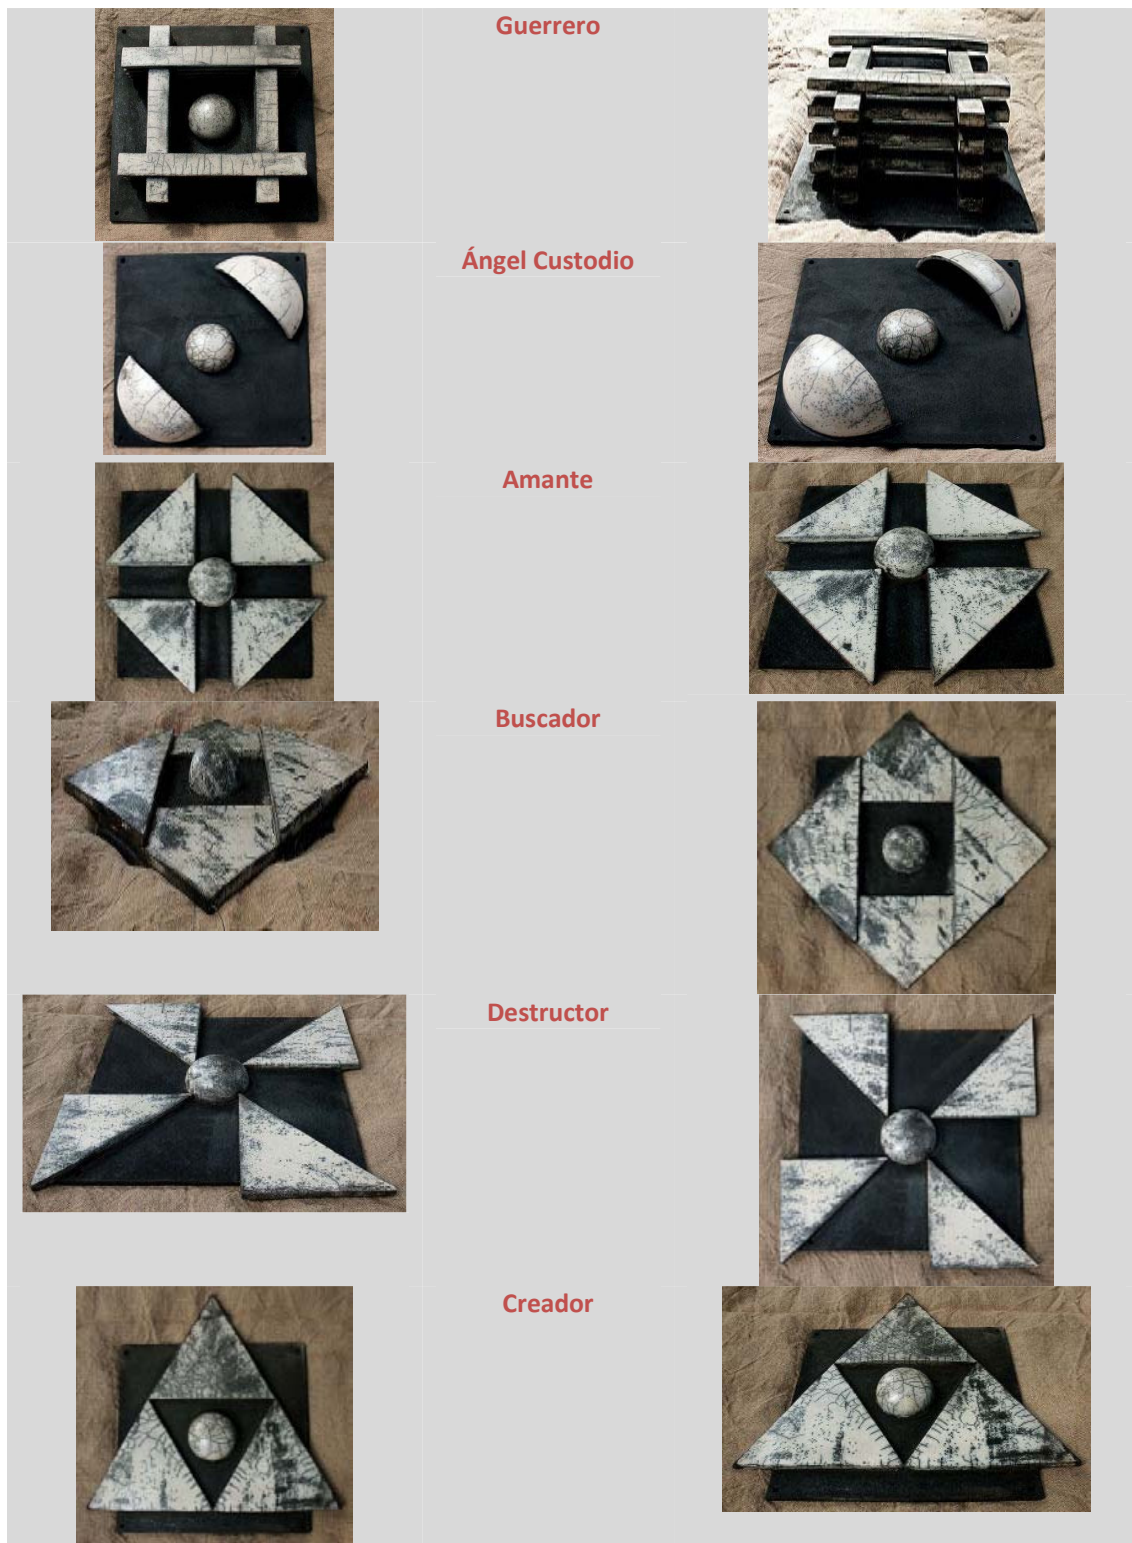 Guerrero
Ángel Custodio
Amante
Buscador
Destructor
Creador